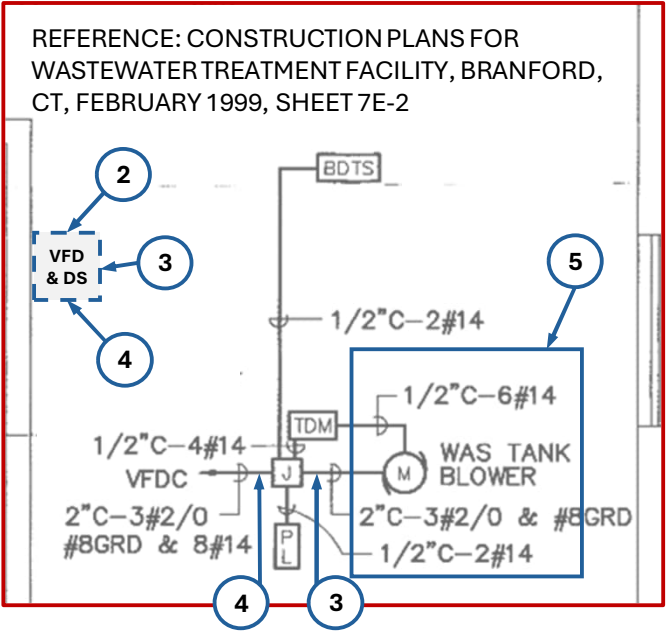 REFERENCE: CONSTRUCTION PLANS FOR
WASTEWATER TREATMENT FACILITY, BRANFORD,
CT, FEBRUARY 1999, SHEET 7E-2
2
BDTS
VFD
& DS
3
5
4
1/2"C-2#14
1/2"C-6#14
TDM
1/2"C-4#14
WAS TANK
BLOWER
VFDC
J
M
2"C-3#2/0
#8GRD & 8#14
2"C-3#2/0 & #8GRD
P
L
1/2"C-2#14
4
3